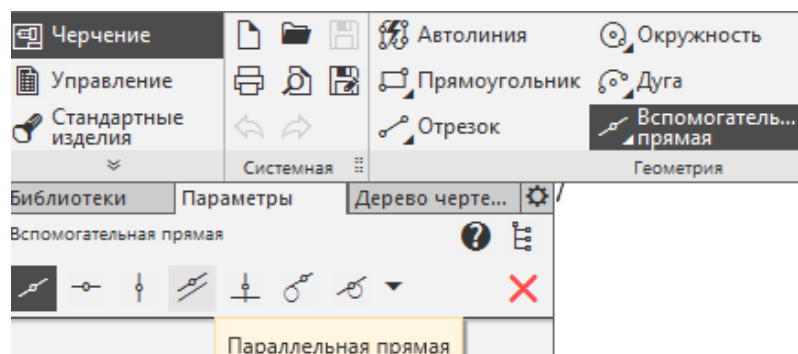 Черчение
Автолиния
Окружность
Управление
Прямоугольник
Дуга
Стандартные
изделия
Отрезок
Вспомогатель...
прямая
Системная
Геометрия
Библиотеки
Параметры
Дерево черте...
Вспомогательная прямая
?
Параллельная прямая